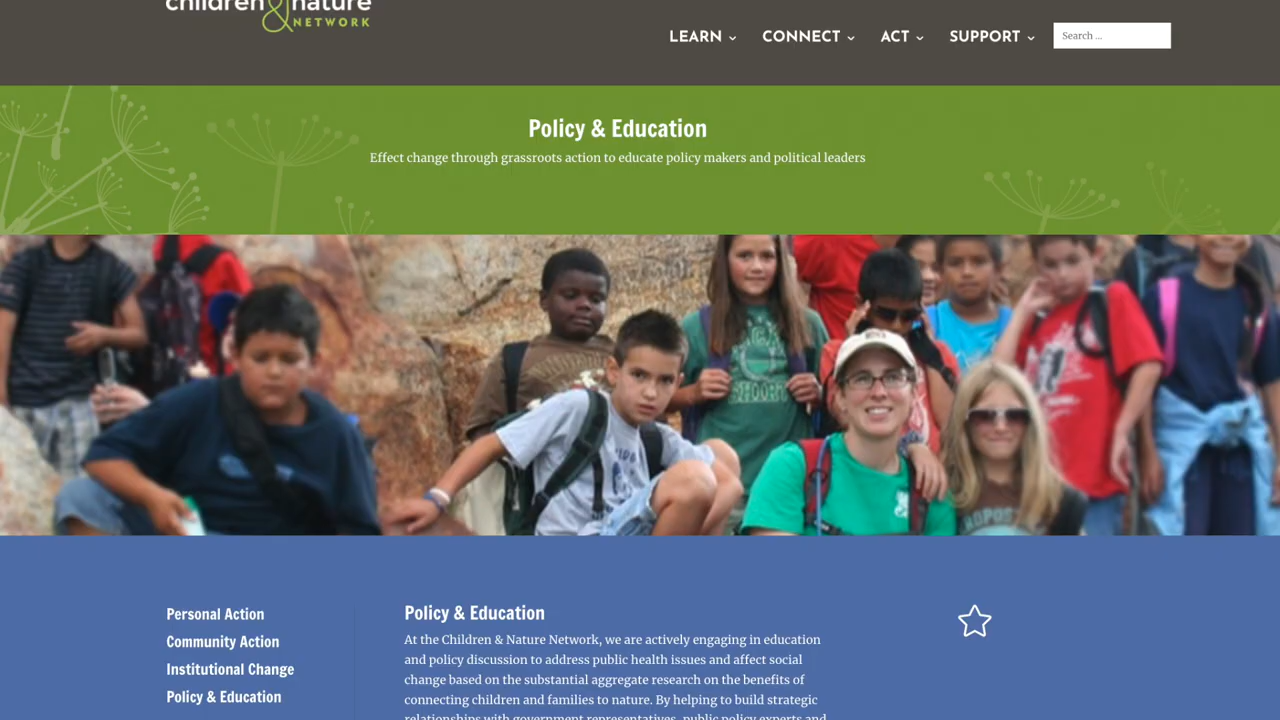 children & nature
NETWORK
LEARN
CONNECT
ACT
SUPPORT
Search ...
Policy & Education
Effect change through grassroots action to educate policy makers and political leaders
Personal Action
Community Action
Institutional Change
Policy & Education
Policy & Education
At the Children & Nature Network, we are actively engaging in education
and policy discussion to address public health issues and affect social
change based on the substantial aggregate research on the benefits of
connecting children and families to nature. By helping to build strategic
relationships with government representatives, public policy experts and